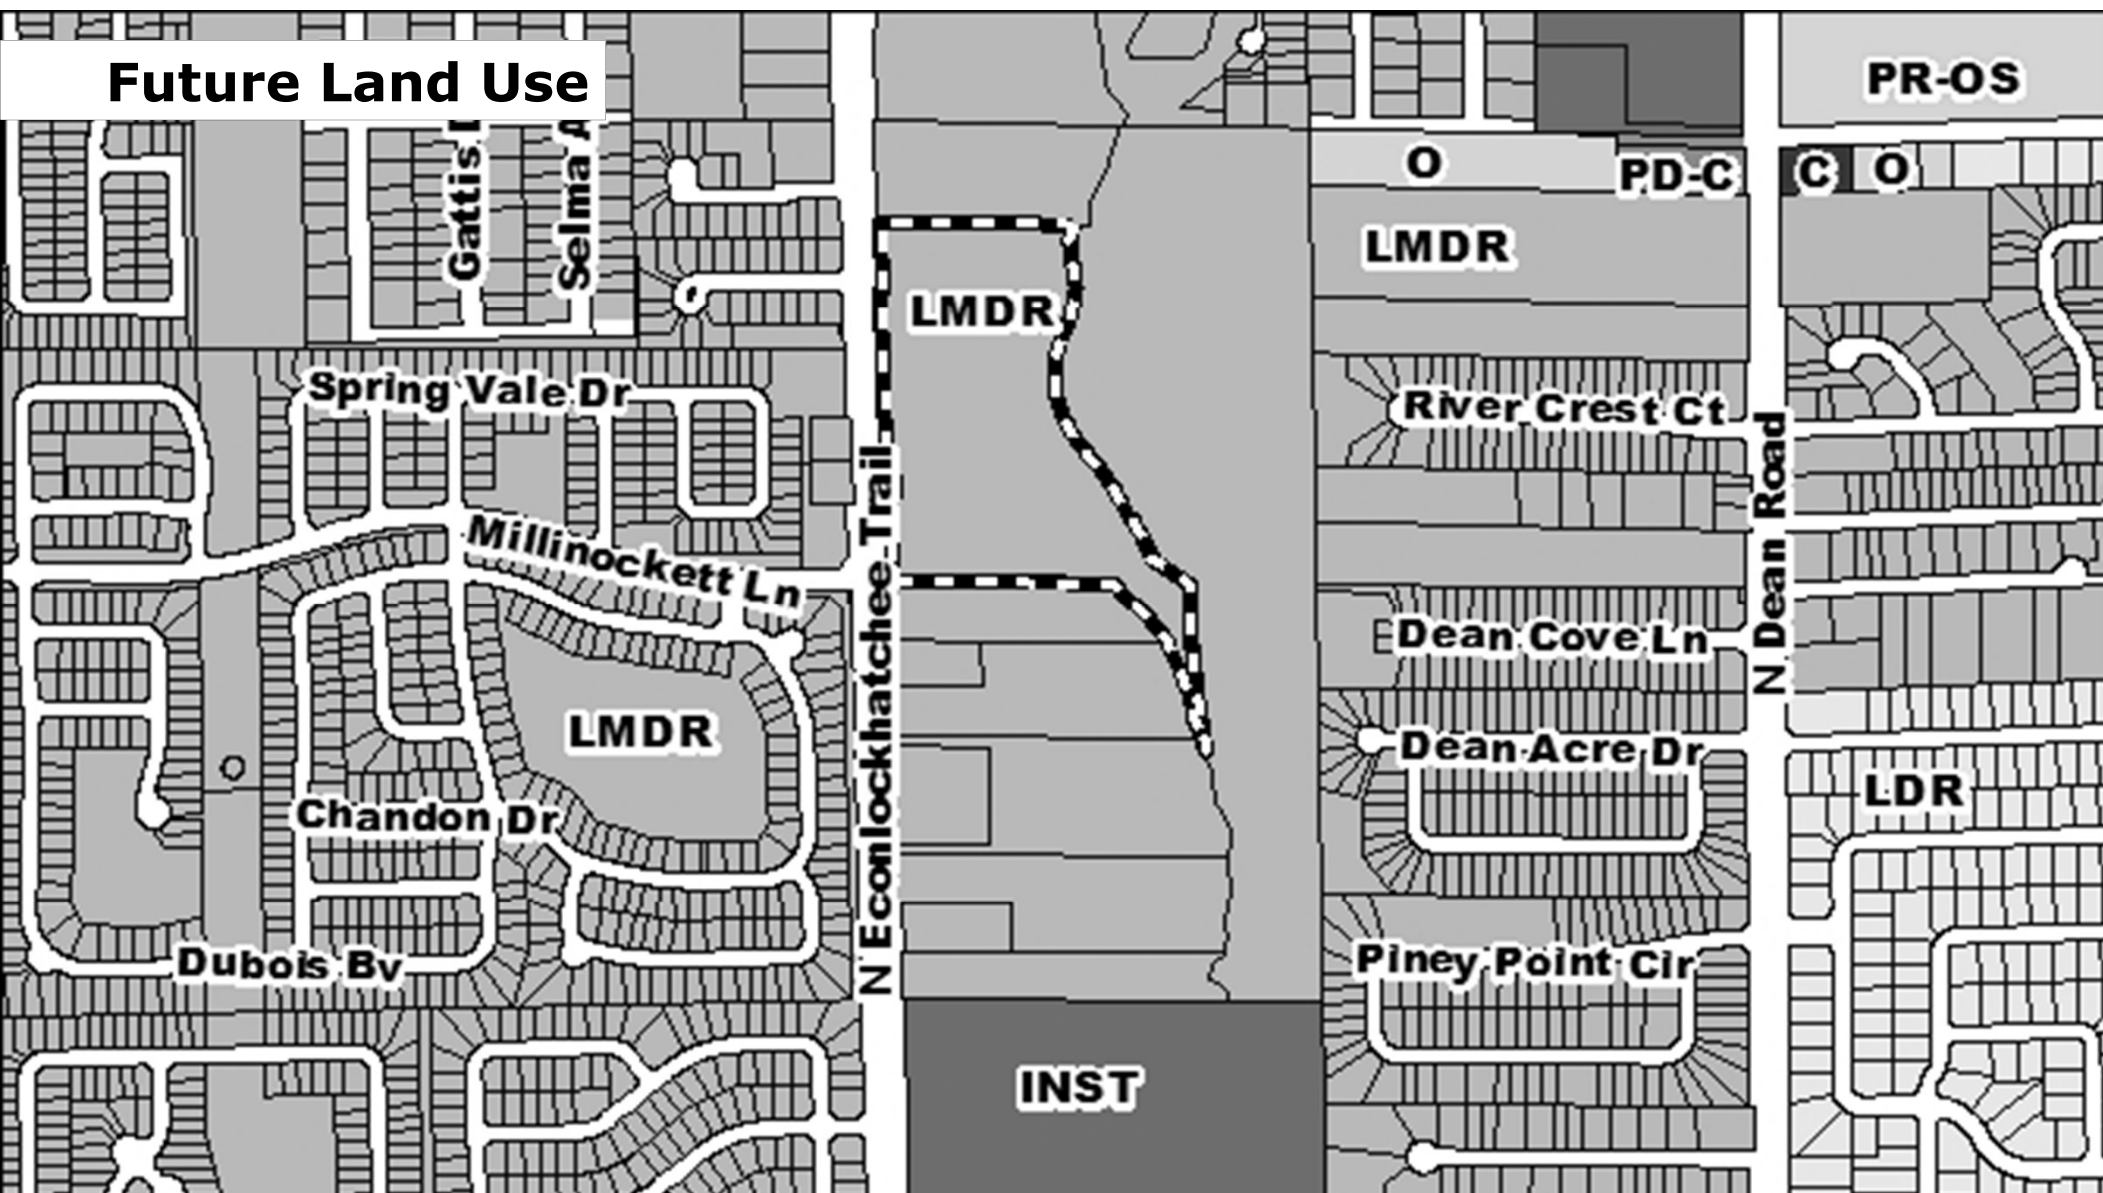 Future Land Use
PR-OS
Gattis
Selma
O
PD-C
C
O
LMDR
LMDR
Spring Vale Dr
River Crest Ct
N Dean Road
Millinockett Ln
N Econlockhatchee Trail
Dean Cove Ln
LMDR
Dean Acre Dr
LDR
Chandon Dr
Dubois Bv
Piney Point Cir
INST